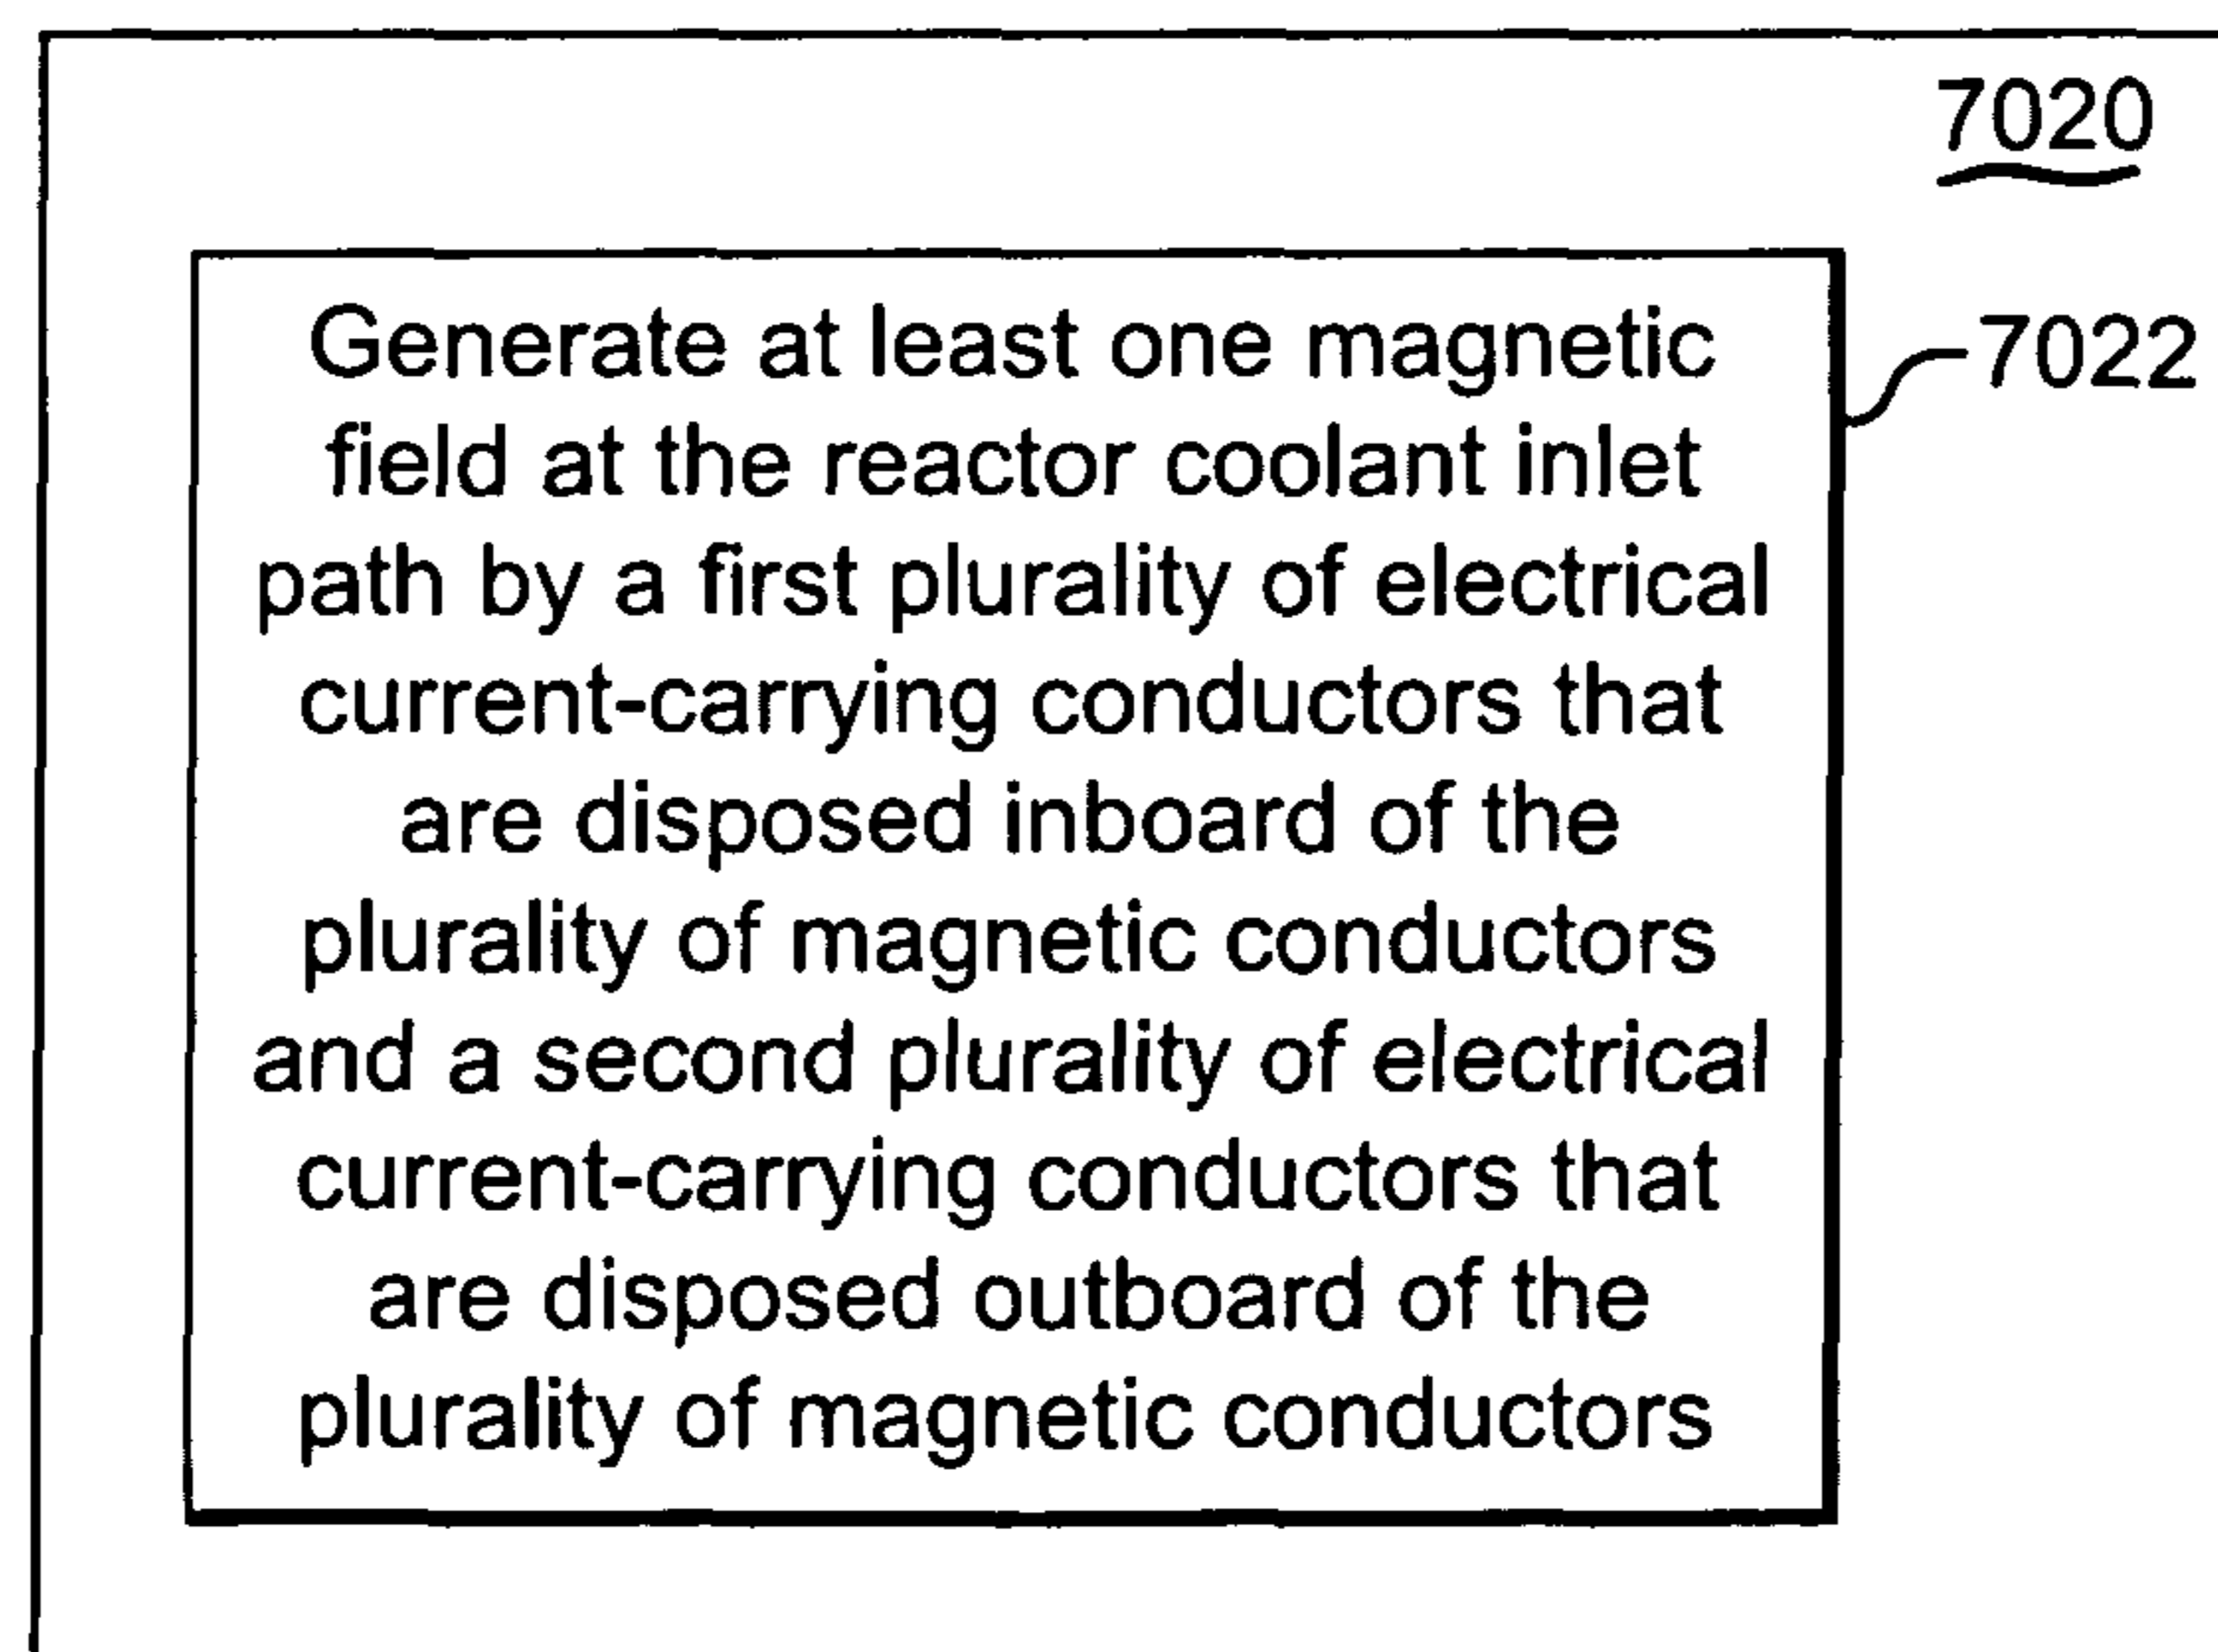 7020
Generate at least one magnetic
field at the reactor coolant inlet
path by a first plurality of electrical
current-carrying conductors that
are disposed inboard of the
plurality of magnetic conductors
and a second plurality of electrical
current-carrying conductors that
are disposed outboard of the
plurality of magnetic conductors
7022